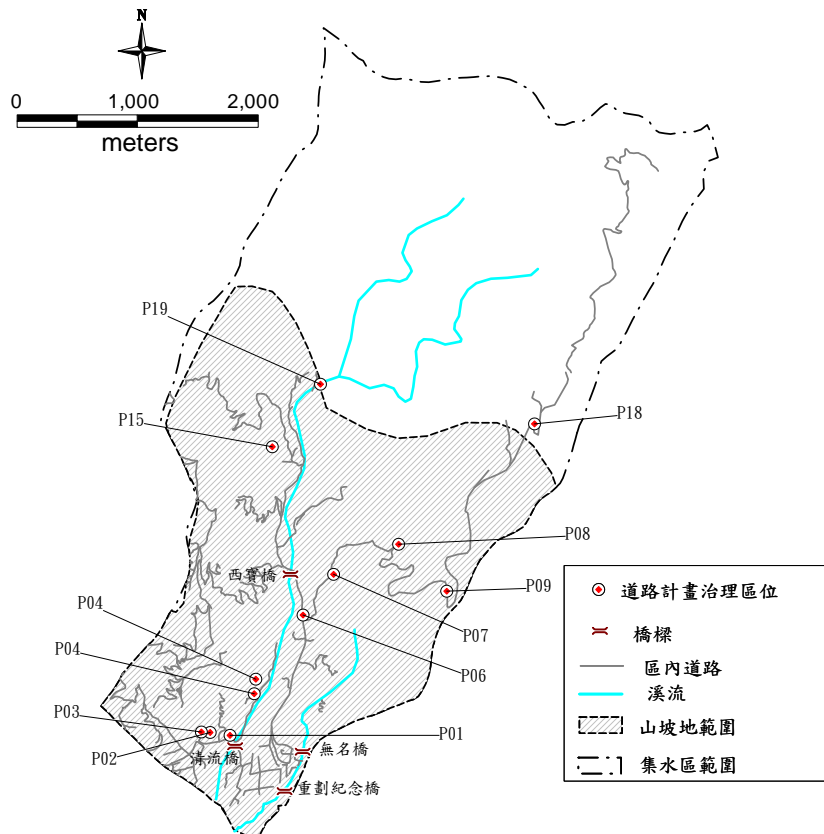 N
0 1,000 2,000
meters
P19
P15
P18
P08
P09
西寶橋
P07
P04
P04
P06
P03
P02
P01
清流橋
無名橋
重劃紀念橋
道路計畫治理區位
橋樑
區內道路
溪流
山坡地範圍
集水區範圍